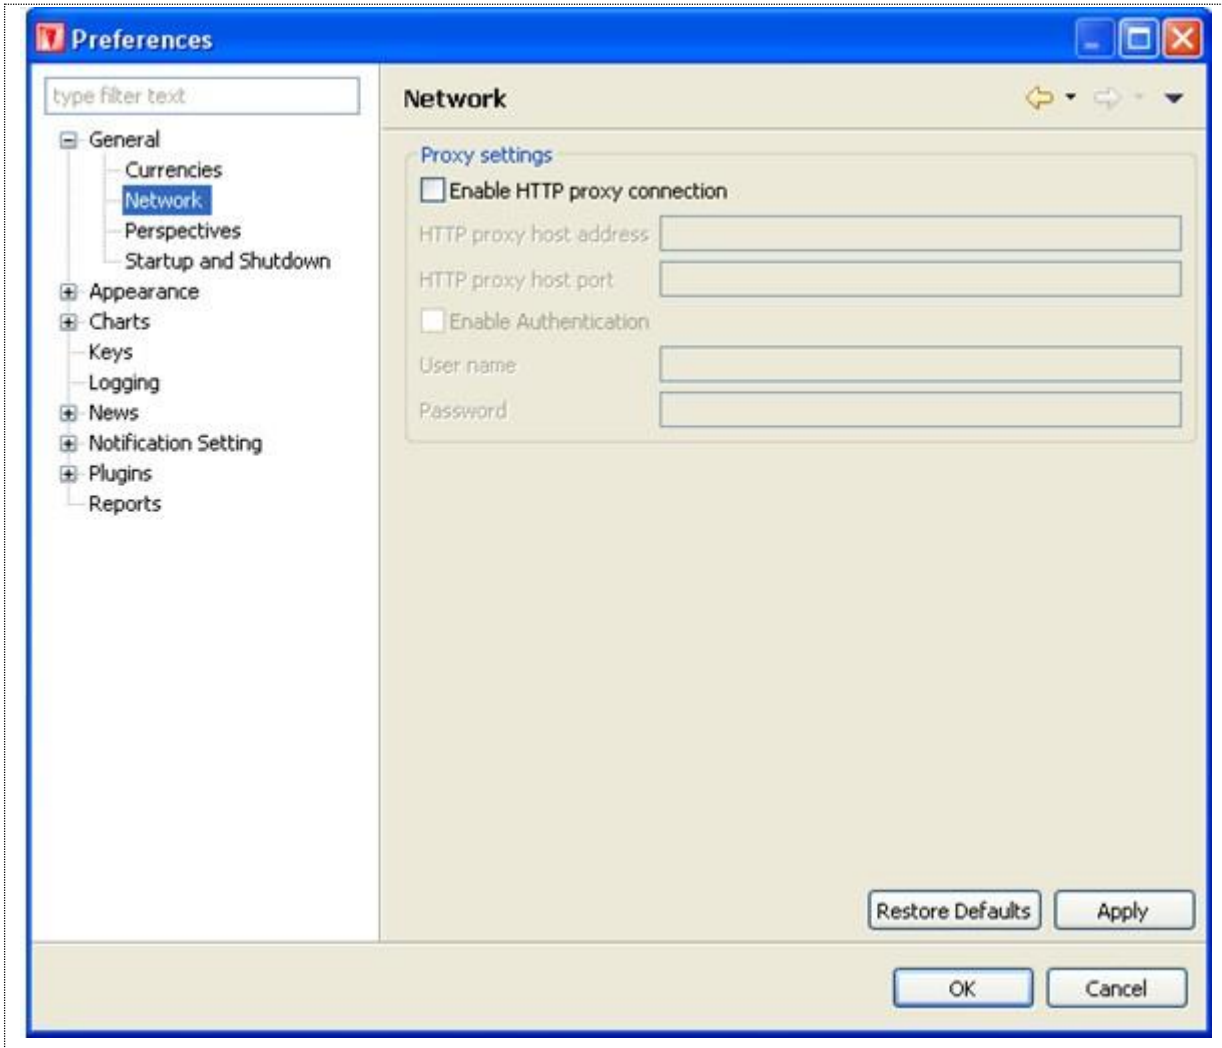 Preferences
type filter text
General
Currencies
Network
Perspectives
Startup and Shutdown
Appearance
Charts
Keys
Logging
News
Notification Setting
Plugins
Reports
Network
Proxy settings
Enable HTTP proxy connection
HTTP proxy host address
HTTP proxy host port
Enable Authentication
User name
Password
Restore Defaults
Apply
OK
Cancel